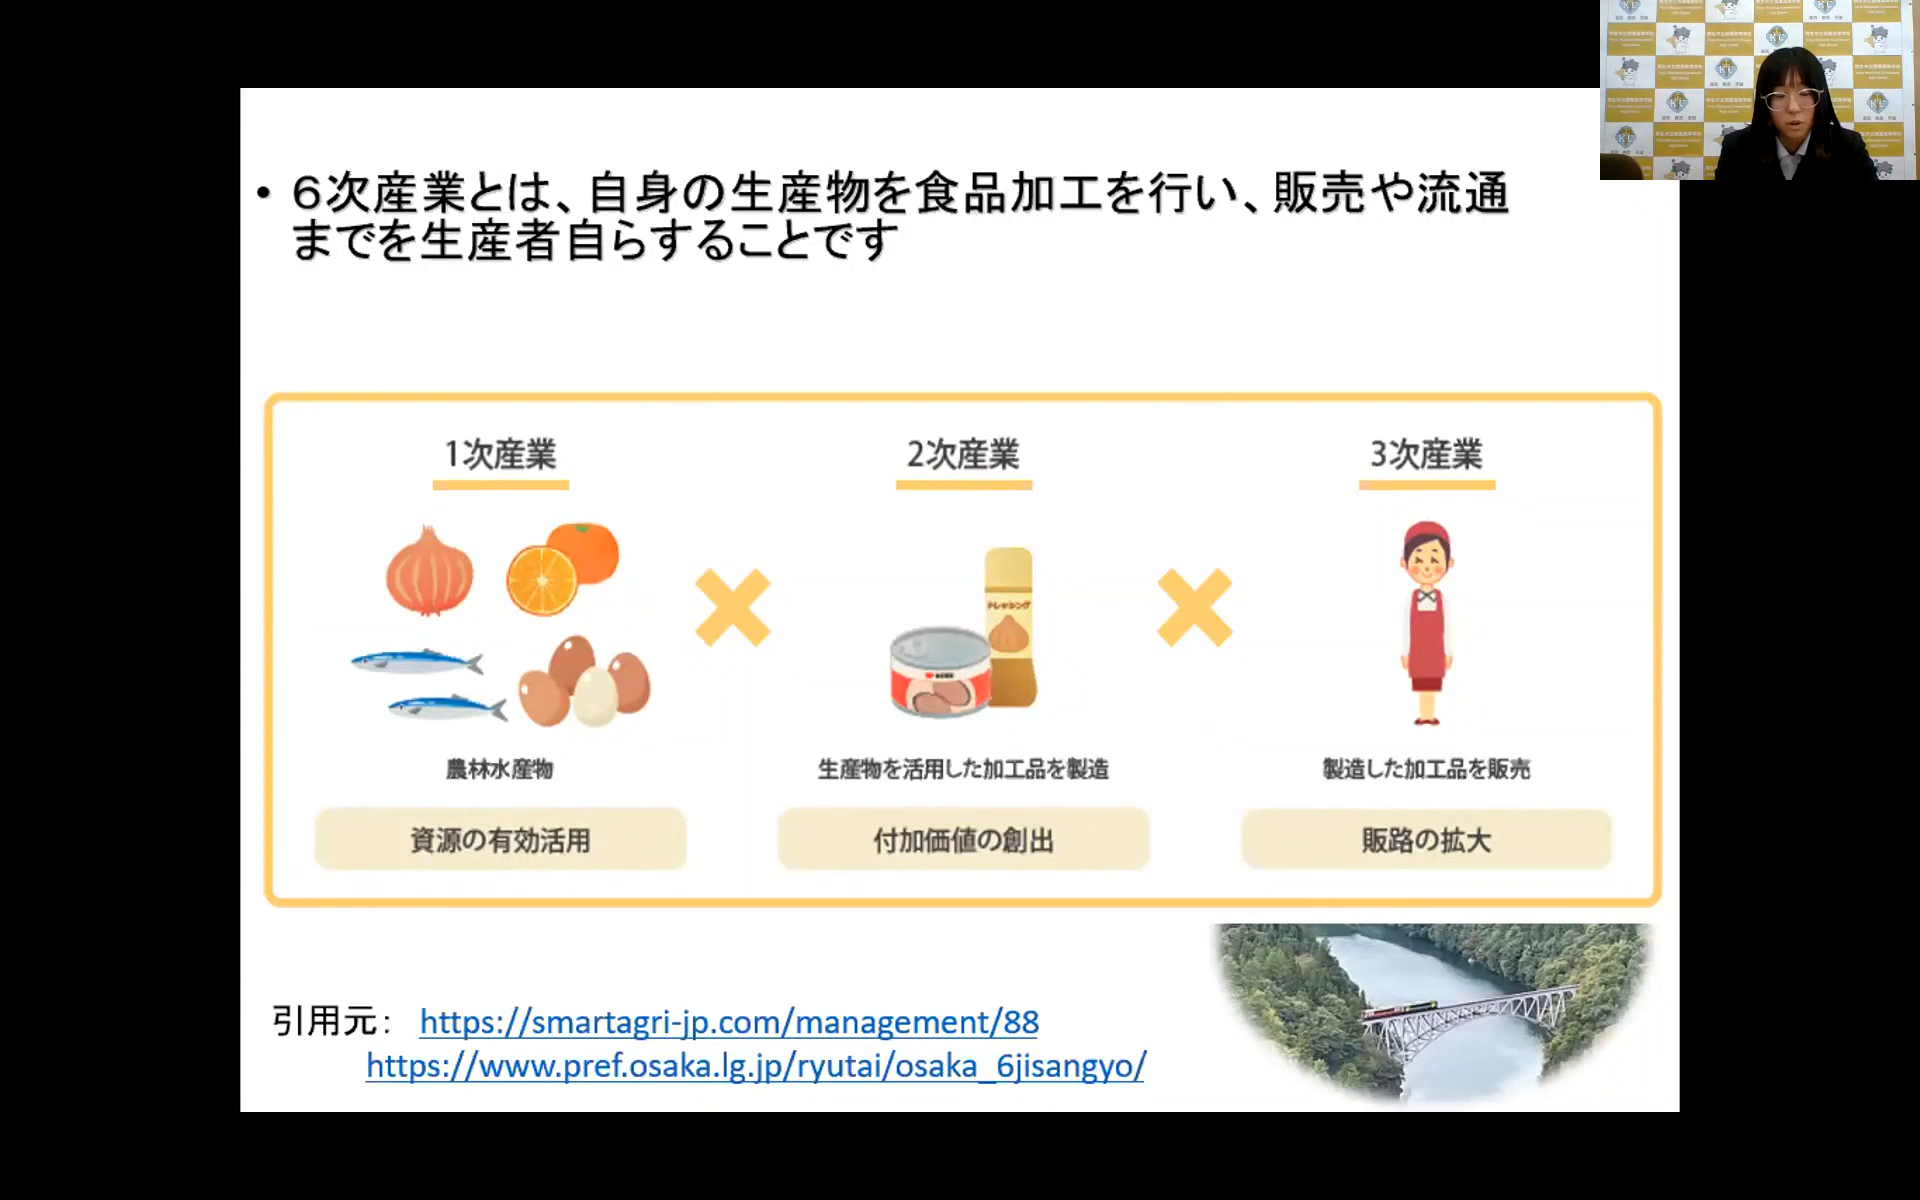 ・６次産業とは、自身の生産物を食品加工を行い、販売や流通
までを生産者自らすることです
1次産業
2次産業
3次産業
ドレッシング
農林水産物
生産物を活用した加工品を製造
製造した加工品を販売
資源の有効活用
付加価値の創出
販路の拡大
引用元： https://smartagri-jp.com/management/88
https://www.pref.osaka.lg.jp/ryutai/osaka_6jisangyo/